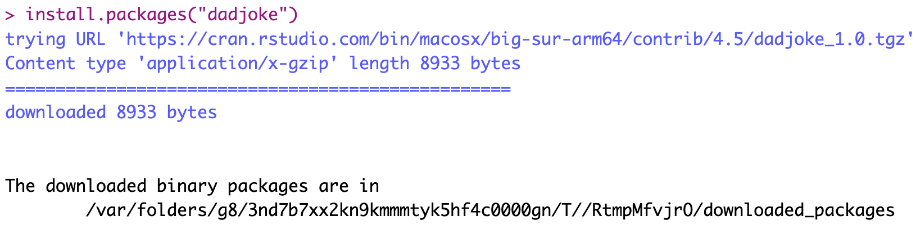 > install.packages("dadjoke")
trying URL 'https://cran.rstudio.com/bin/macosx/big-sur-arm64/contrib/4.5/dadjoke_1.0.tgz'
Content type 'application/x-gzip' length 8933 bytes
==================================================
downloaded 8933 bytes
The downloaded binary packages are in
/var/folders/g8/3nd7b7xx2kn9kmmmtyk5hf4c0000gn/T//RtmpMfvjrO/downloaded_packages